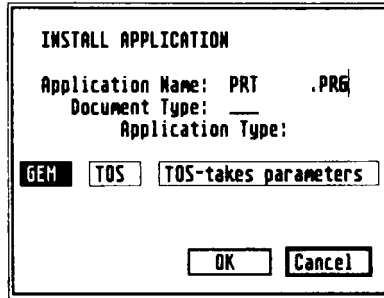 INSTALL APPLICATION
Application Name: PRT .PRG
Document Type: ___
Application Type:
GEM TOS TOS-takes parameters
OK Cancel